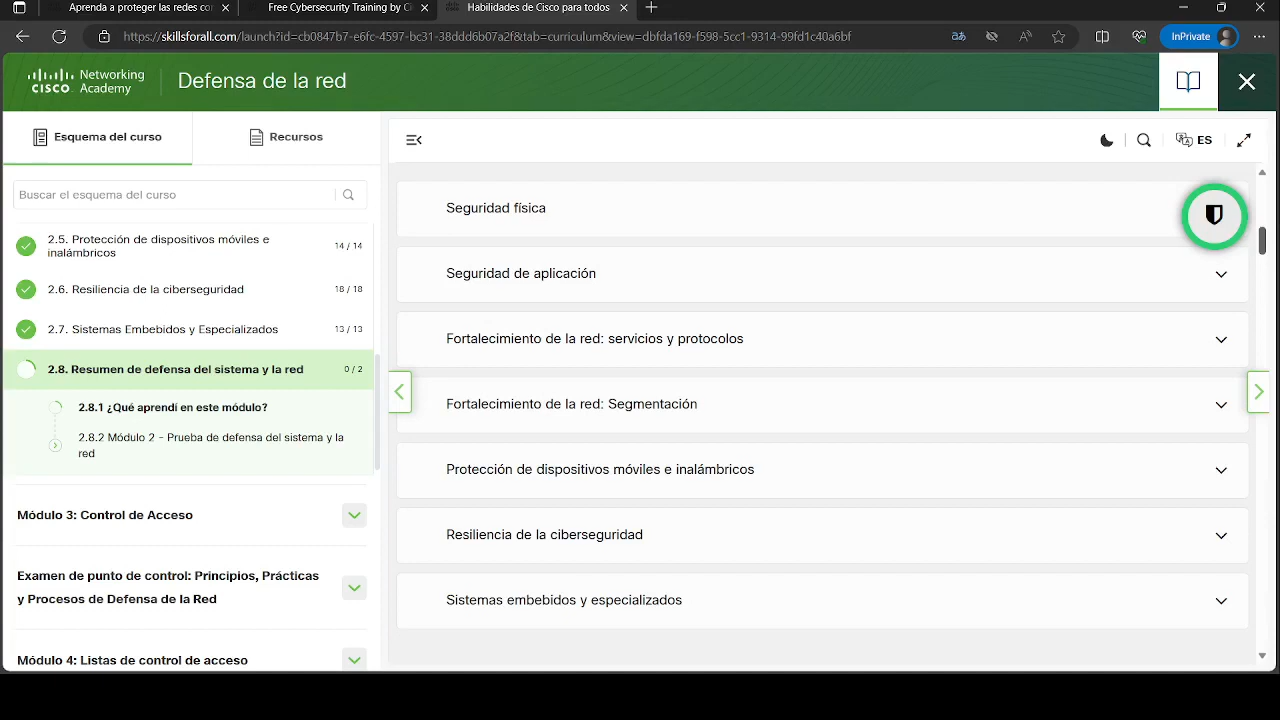 Aprenda a proteger las redes cor
Free Cybersecurity Training by Ci
Habilidades de Cisco para todos
https://skillsforall.com/launch?id=cb0847b7-e6fc-4597-bc31-38ddd6b07a2f&tab=curriculum&view=dbfda169-f598-5cc1-9314-99fd1c40a6bf
InPrivate
Networking
CISCO Academy
Defensa de la red
Esquema del curso
Recursos
ES
Buscar el esquema del curso
2.5. Protección de dispositivos móviles e
inalámbricos
14 / 14
2.6. Resiliencia de la ciberseguridad
18 / 18
2.7. Sistemas Embebidos y Especializados
13 / 13
2.8. Resumen de defensa del sistema y la red
0 / 2
2.8.1 ¿Qué aprendí en este módulo?
2.8.2 Módulo 2 - Prueba de defensa del sistema y la
red
Módulo 3: Control de Acceso
Examen de punto de control: Principios, Prácticas
y Procesos de Defensa de la Red
Módulo 4: Listas de control de acceso
Seguridad física
Seguridad de aplicación
Fortalecimiento de la red: servicios y protocolos
Fortalecimiento de la red: Segmentación
Protección de dispositivos móviles e inalámbricos
Resiliencia de la ciberseguridad
Sistemas embebidos y especializados